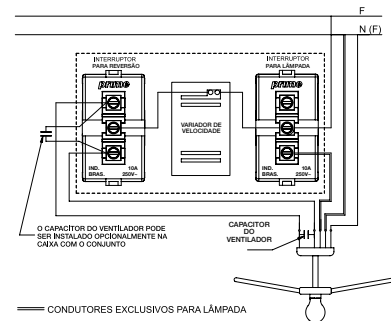 F
N (F)
INTERRUPTOR
PARA REVERSÃO
INTERRUPTOR
PARA LÂMPADA
prime
prime
VARIADOR DE
VELOCIDADE
IND.
BRAS.
10A
250V~
IND.
BRAS.
10A
250V~
O CAPACÍTOR DO VENTILADOR PODE
SER INSTALADO OPCIONALMENTE NA
CAIXA COM O CONJUNTO
CAPACITOR
DO
VENTILADOR
CONDUTORES EXCLUSIVOS PARA LÂMPADA